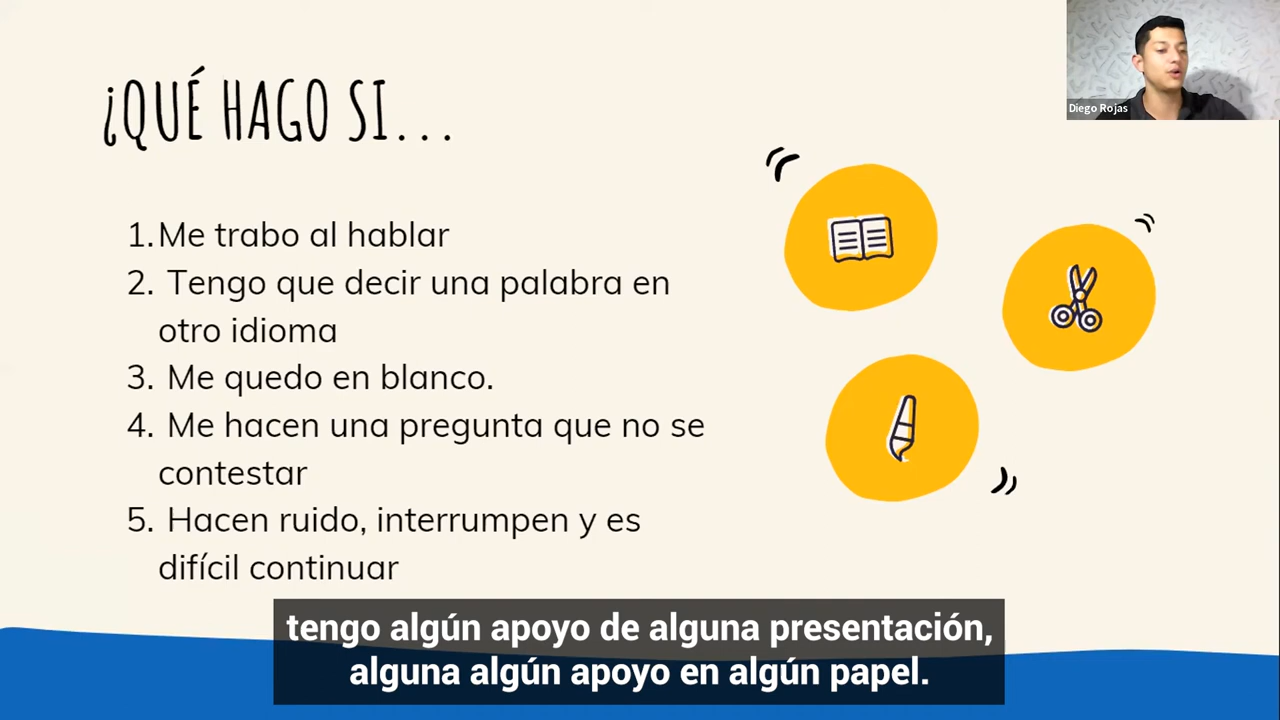 ¿QUÉ HAGO SI...
Diego Rojas
1. Me trabo al hablar
2. Tengo que decir una palabra en
otro idioma
3. Me quedo en blanco.
4. Me hacen una pregunta que no se
contestar
5. Hacen ruido, interrumpen y es
difícil continuar
tengo algún apoyo de alguna presentación,
alguna algún apoyo en algún papel.